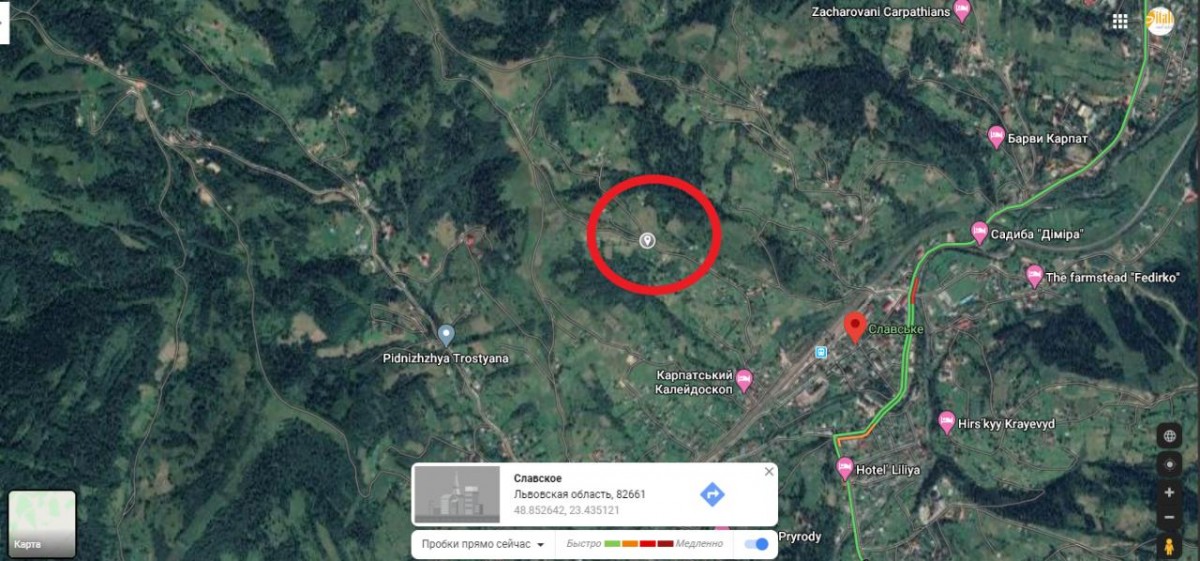 Zacharovani Carpathians
Барви Карпат
Садиба "Діміра"
The farmstead "Fedirko"
Славське
Pidnizhzhya Trostyana
Карпатський
Калейдоскоп
Hirs'kyy Krayevyd
Hotel' Liliya
Славское
Львовская область, 82661
48.852642, 23.435121
Пробки прямо сейчас
Быстро
Медленно
Pryrody
Карта